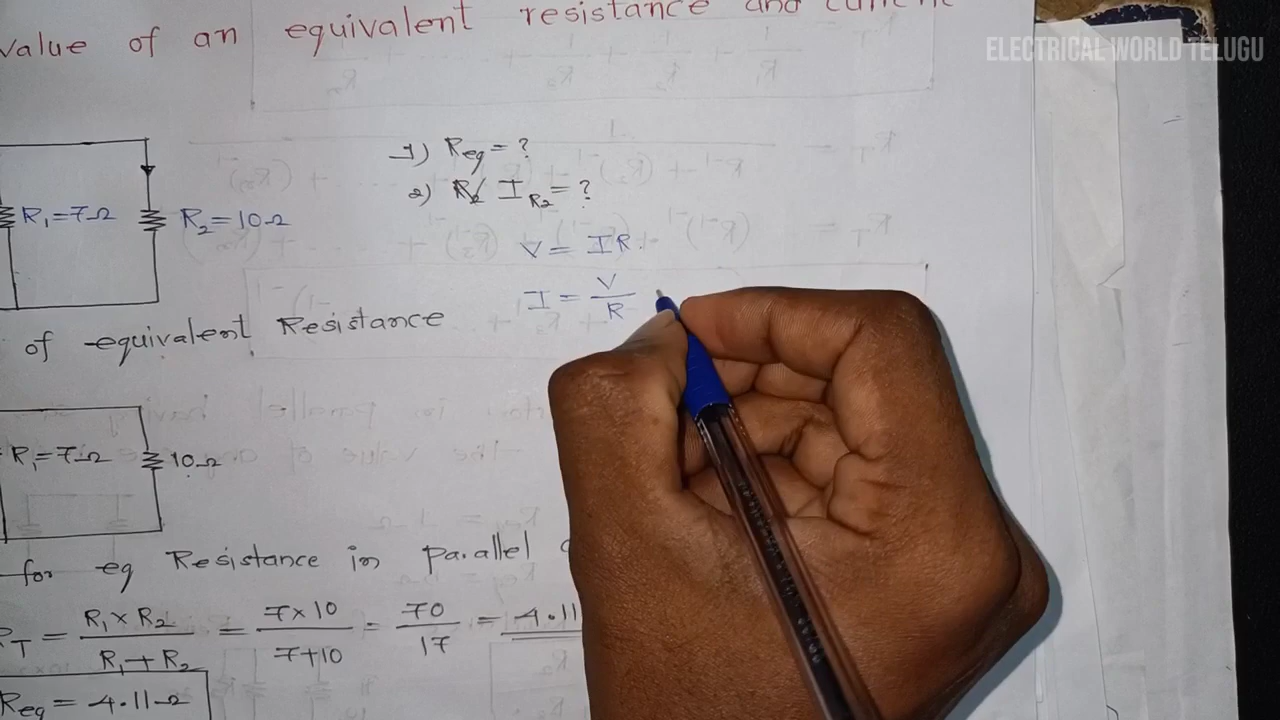 value of an equivalent resistance and current
ELECTRICAL WORLD TELUGU
1) Req = ?
2) I R2 = ?
R1=7Ω R2=10Ω
V = IR.
I = V/R
of equivalent Resistance
R1=7Ω 10Ω
for eq Resistance in parallel
RT = R1×R2/R1+R2 = 7×10/7+10 = 70/17 = 4.11
Req = 4.11Ω